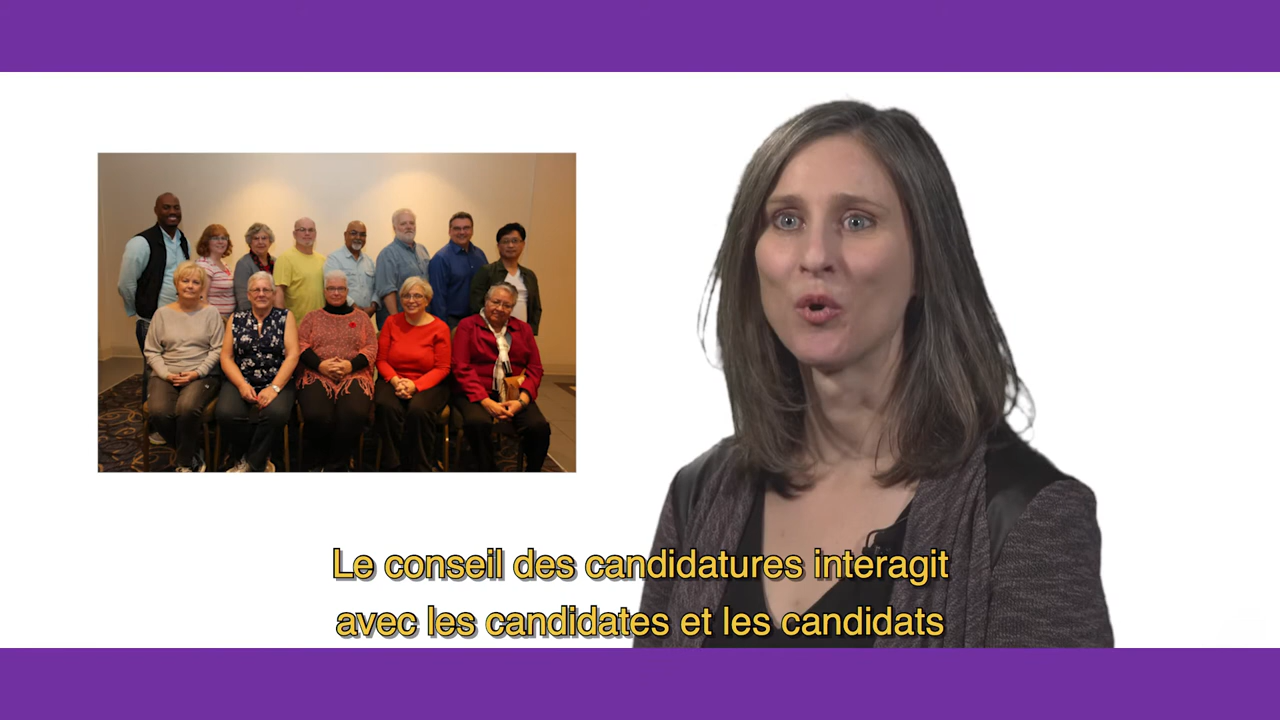 Le conseil des candidatures interagit
avec les candidates et les candidats